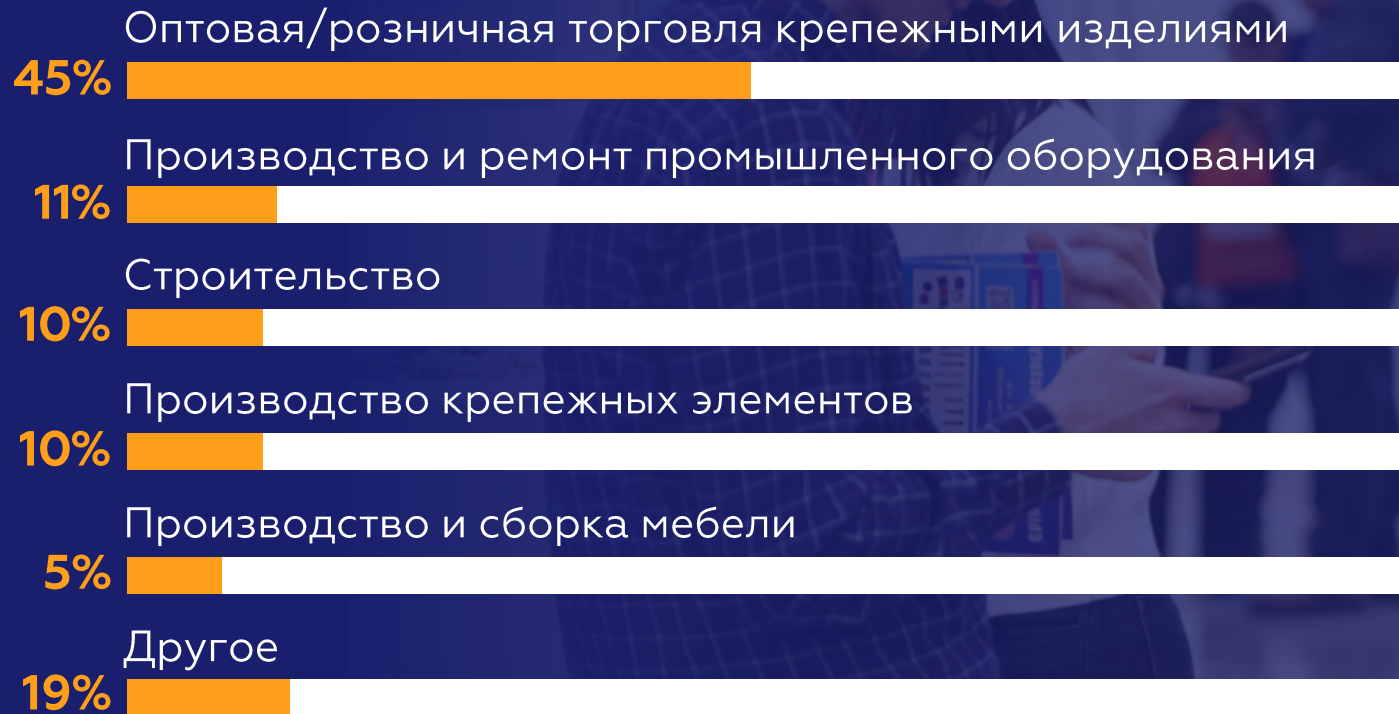 Оптовая/розничная торговля крепежными изделиями
45%
Производство и ремонт промышленного оборудования
11%
Строительство
10%
Производство крепежных элементов
10%
Производство и сборка мебели
5%
Другое
19%